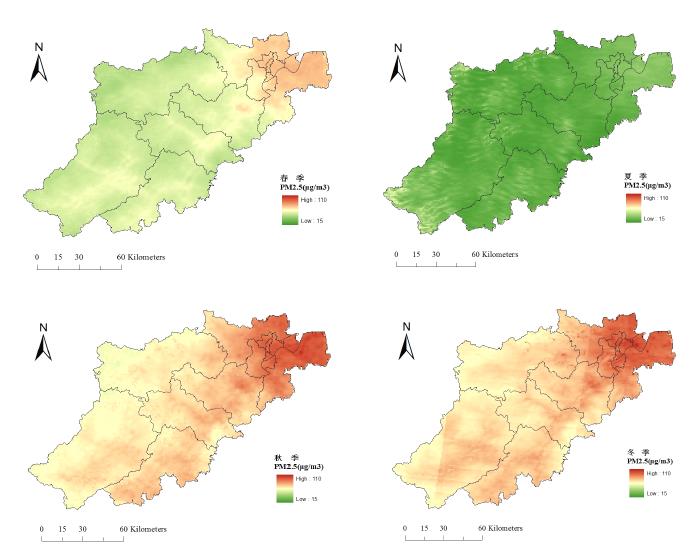 N
春 季
PM2.5(μg/m3)
High : 110
Low : 15
0 15 30 60 Kilometers
N
夏 季
PM2.5(μg/m3)
High : 110
Low : 15
0 15 30 60 Kilometers
N
秋 季
PM2.5(μg/m3)
High : 110
Low : 15
0 15 30 60 Kilometers
N
冬 季
PM2.5(μg/m3)
High : 110
Low : 15
0 15 30 60 Kilometers